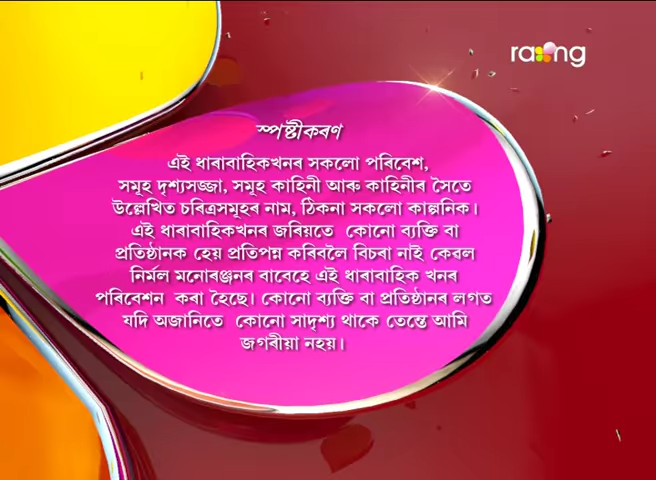 rang
স্পষ্টীকৰণ
এই ধাৰাবাহিকখনৰ সকলো পৰিবেশ,
সমূহ দৃশ্যসজ্জা, সমূহ কাহিনী আৰু কাহিনীৰ সৈতে
উল্লেখিত চৰিত্ৰসমূহৰ নাম, ঠিকনা সকলো কাল্পনিক।
এই ধাৰাবাহিকখনৰ জৰিয়তে কোনো ব্যক্তি বা
প্ৰতিষ্ঠানক হেয় প্ৰতিপন্ন কৰিবলৈ বিচৰা নাই কেৱল
নিৰ্মল মনোৰঞ্জনৰ বাবেহে এই ধাৰাবাহিক খনৰ
পৰিবেশন কৰা হৈছে। কোনো ব্যক্তি বা প্ৰতিষ্ঠানৰ লগত
যদি অজানিতে কোনো সাদৃশ্য থাকে তেন্তে আমি
জগৰীয়া নহয়।